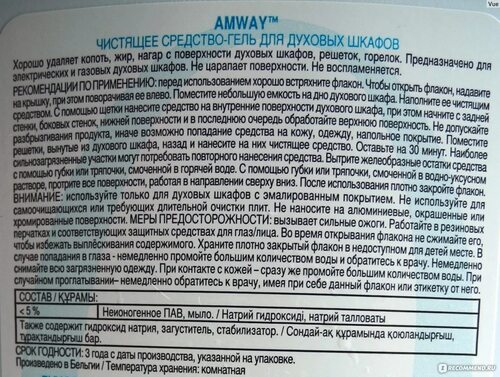 Vue
AMWAY™
ЧИСТЯЩЕЕ СРЕДСТВО-ГЕЛЬ ДЛЯ ДУХОВЫХ ШКАФОВ
Хорошо удаляет копоть, жир, нагар с поверхности духовых шкафов, решеток, горелок. Предназначено для
электрических и газовых духовых шкафов. Не царапает поверхности. Не воспламеняется.
РЕКОМЕНДАЦИИ ПО ПРИМЕНЕНИЮ: перед использованием хорошо встряхните флакон. Чтобы открыть флакон, надавите
на крышку, при этом поворачивая ее влево. Поместите небольшую емкость на дно духового шкафа. Наполните ее чистящим
средством. С помощью щетки нанесите средство на внутренние поверхности духового шкафа, при этом начните с задней
стенки, боковых стенок, нижней поверхности и в последнюю очередь обработайте верхнюю поверхность. Не допускайте
разбрызгивания продукта, иначе возможно попадание средства на кожу, одежду, напольное покрытие. Поместите
решетки, вынутые из духового шкафа, назад и нанесите на них чистящее средство. Оставьте на 30 минут. Наиболее
сильнозагрязненные участки могут потребовать повторного нанесения средства. Вытрите желеобразные остатки средства
с помощью губки или тряпочки, смоченной в горячей воде. С помощью губки или тряпочки, смоченной в водно-уксусном
растворе, протрите все поверхности, работая в направлении сверху вниз. После использования плотно закройте флакон.
ВНИМАНИЕ: используйте только для духовых шкафов с эмалированным покрытием. Не используйте для
самоочищающихся или требующих длительной очистки плит. Не наносите на алюминиевые, окрашенные или
хромированные поверхности. МЕРЫ ПРЕДОСТОРОЖНОСТИ: вызывает сильные ожоги. Работайте в резиновых
перчатках и соответствующих защитных средствах для глаз/лица. Во время открывания флакона не сжимайте его,
чтобы избежать выплёскивания содержимого. Храните плотно закрытый флакон в недоступном для детей месте. В
случае попадания в глаза - немедленно промойте большим количеством воды и обратитесь к врачу. Немедленно
снимайте всю загрязненную одежду. При контакте с кожей – сразу же промойте большим количеством воды. При
случайном проглатывании– немедленно обратитесь к врачу, имея при себе данный флакон или этикетку от него.
СОСТАВ / ҚҰРАМЫ:
< 5 % Неионогенное ПАВ, мыло. / Натрий гидроксиді, натрий талловаты
Также содержит гидроксид натрия, загуститель, стабилизатор. / Сондай-ақ құрамында қоюландырғыш,
тұрақтандырғыш бар.
СРОК ГОДНОСТИ: 3 года с даты производства, указанной на упаковке.
Произведено в Бельгии / Температура хранения: комнатная
IRECOMMEND.RU